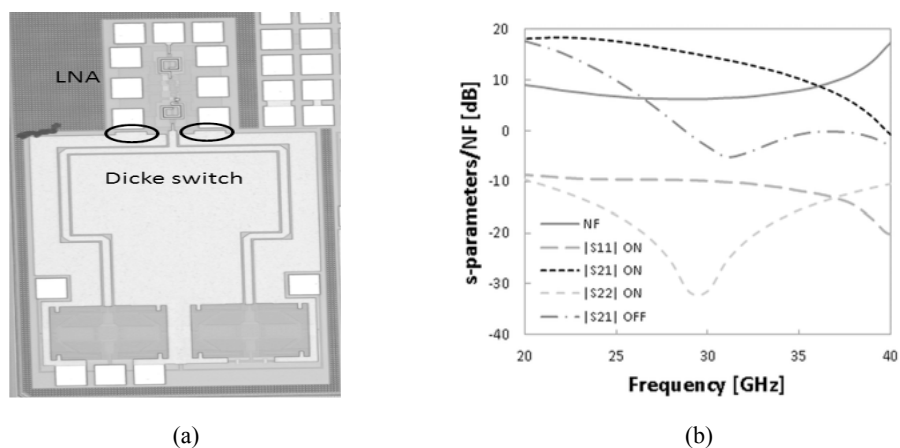 LNA
Dicke switch
(a)
s-parameters/NF [dB]
20
10
0
-10
-20
-30
-40
NF
|S11| ON
|S21| ON
|S22| ON
|S21| OFF
20
25
30
35
40
Frequency [GHz]
(b)